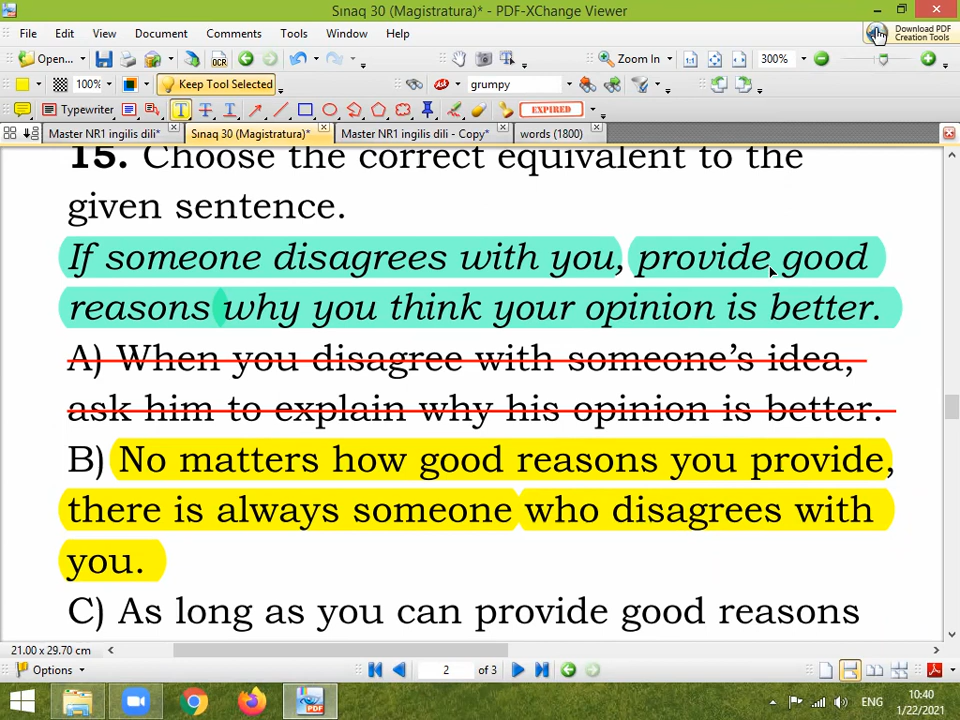 Sınaq 30 (Magistratura)* - PDF-XChange Viewer
File Edit View Document Comments Tools Window Help
Download PDF Creation Tools
Open... OCR Zoom In 300%
100% Keep Tool Selected grumpy
Typewriter T T T EXPIRED
Master NR1 ingilis dili* Sınaq 30 (Magistratura)* Master NR1 ingilis dili - Copy* words (1800)
15. Choose the correct equivalent to the
given sentence.
If someone disagrees with you, provide good
reasons why you think your opinion is better.
A) When you disagree with someone’s idea,
ask him to explain why his opinion is better.
B) No matters how good reasons you provide,
there is always someone who disagrees with
you.
C) As long as you can provide good reasons
21.00 x 29.70 cm
Options 2 of 3
PDF ENG 10:40
1/22/2021